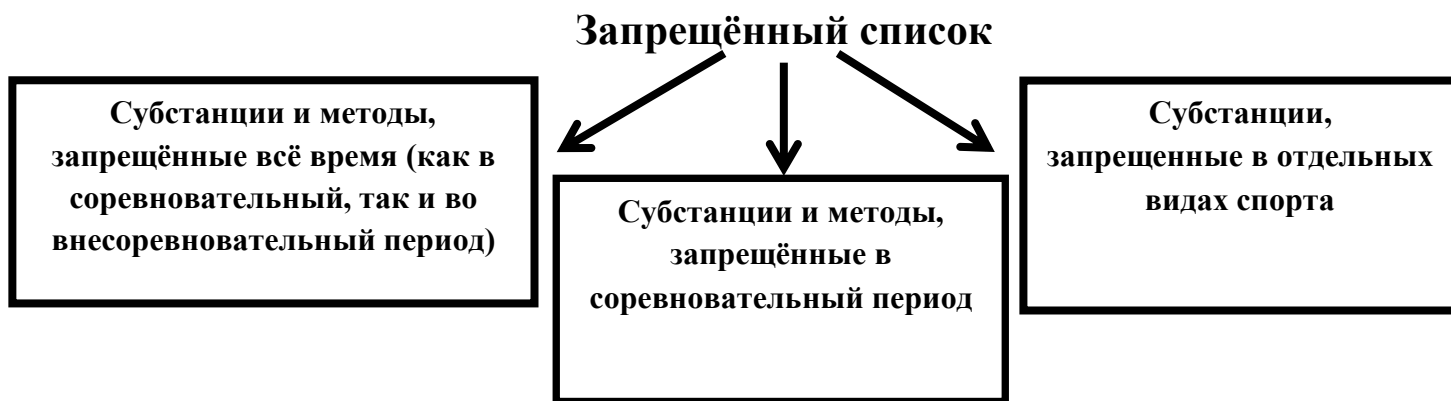 Запрещённый список
Субстанции и методы,
запрещённые всё время (как в
соревновательный, так и во
внесоревновательный период)
Субстанции и методы,
запрещённые в
соревновательный период
Субстанции,
запрещенные в отдельных
видах спорта